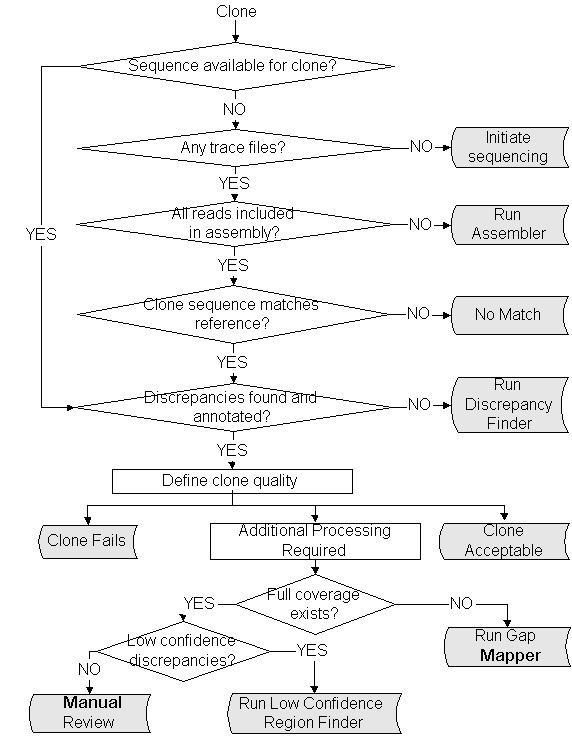 Clone
Sequence available for clone?
NO
Any trace files?
NO
Initiate
sequencing
YES
All reads included
in assembly?
NO
Run
Assembler
YES
YES
Clone sequence matches
reference?
NO
No Match
YES
Discrepancies found and
annotated?
NO
Run
Discrepancy
Finder
YES
Define clone quality
Clone Fails
Additional Processing
Required
Clone
Acceptable
Full coverage
exists?
YES
NO
Run Gap
Mapper
Low confidence
discrepancies?
YES
NO
Manual
Review
Run Low Confidence
Region Finder